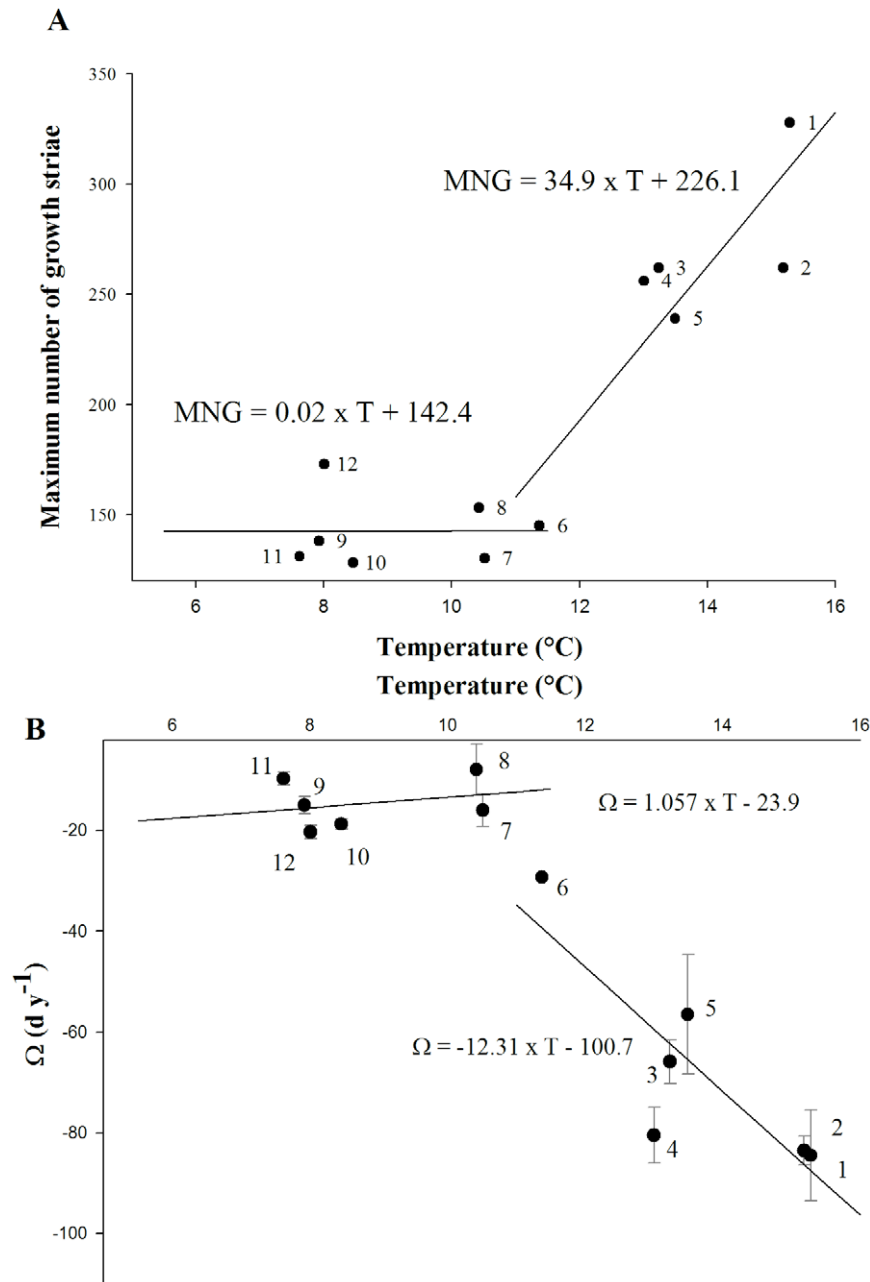 A
350
300
250
200
150
Maximum number of growth striae
MNG = 34.9 x T + 226.1
MNG = 0.02 x T + 142.4
1
2
3
4
5
12
8
6
9
11
10
7
6 8 10 12 14 16
Temperature (°C)
Temperature (°C)
6 8 10 12 14 16
B
11
8
9
Ω = 1.057 x T - 23.9
7
12 10
6
-20
-40
-60
-80
-100
Ω (d y⁻¹)
5
Ω = -12.31 x T - 100.7
3
2
4
1